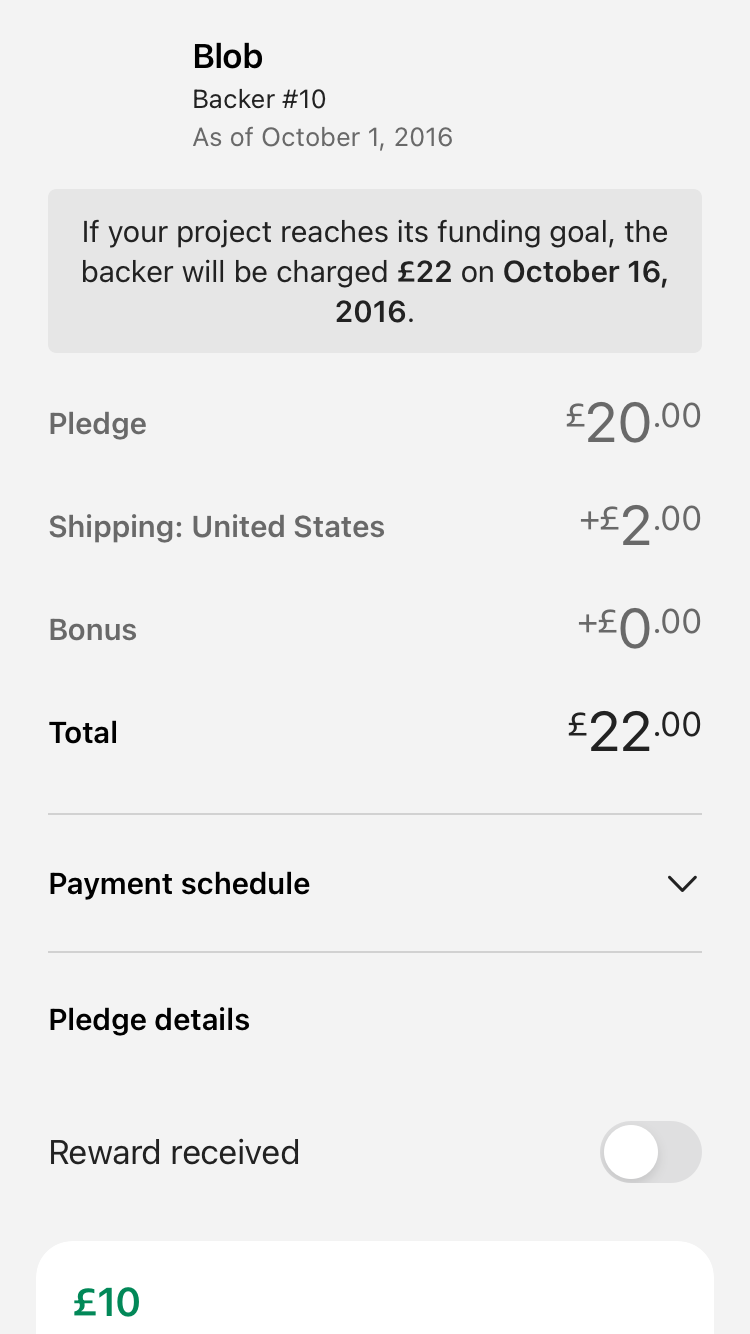 Blob
Backer #10
As of October 1, 2016
If your project reaches its funding goal, the
backer will be charged £22 on October 16,
2016.
Pledge £20.00
Shipping: United States +£2.00
Bonus +£0.00
Total £22.00
Payment schedule
Pledge details
Reward received
£10